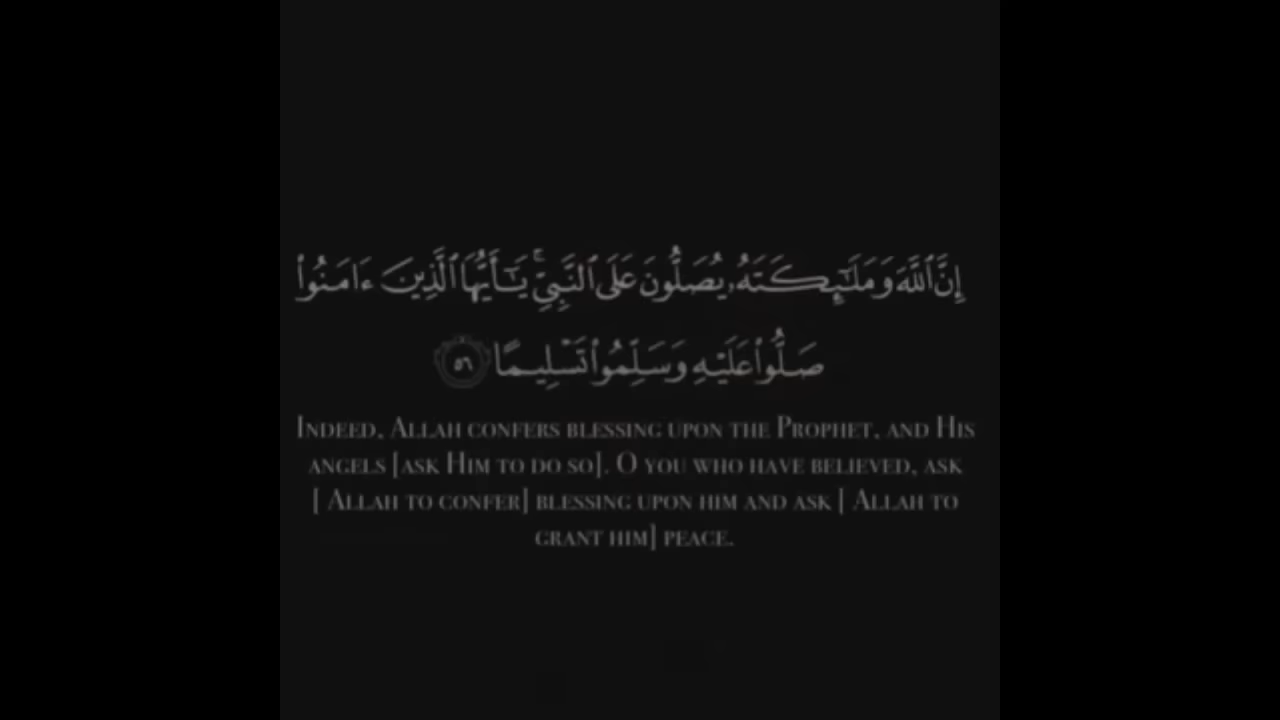 إِنَّ ٱللَّهَ وَمَلَـٰٓئِكَتَهُۥ يُصَلُّونَ عَلَى ٱلنَّبِىِّ ۚ يَـٰٓأَيُّهَا ٱلَّذِينَ ءَامَنُوا۟
صَلُّوا۟ عَلَيْهِ وَسَلِّمُوا۟ تَسْلِيمًا ٥٦
INDEED, ALLAH CONFERS BLESSING UPON THE PROPHET, AND HIS
ANGELS [ASK HIM TO DO SO]. O YOU WHO HAVE BELIEVED, ASK
[ ALLAH TO CONFER] BLESSING UPON HIM AND ASK [ ALLAH TO
GRANT HIM] PEACE.